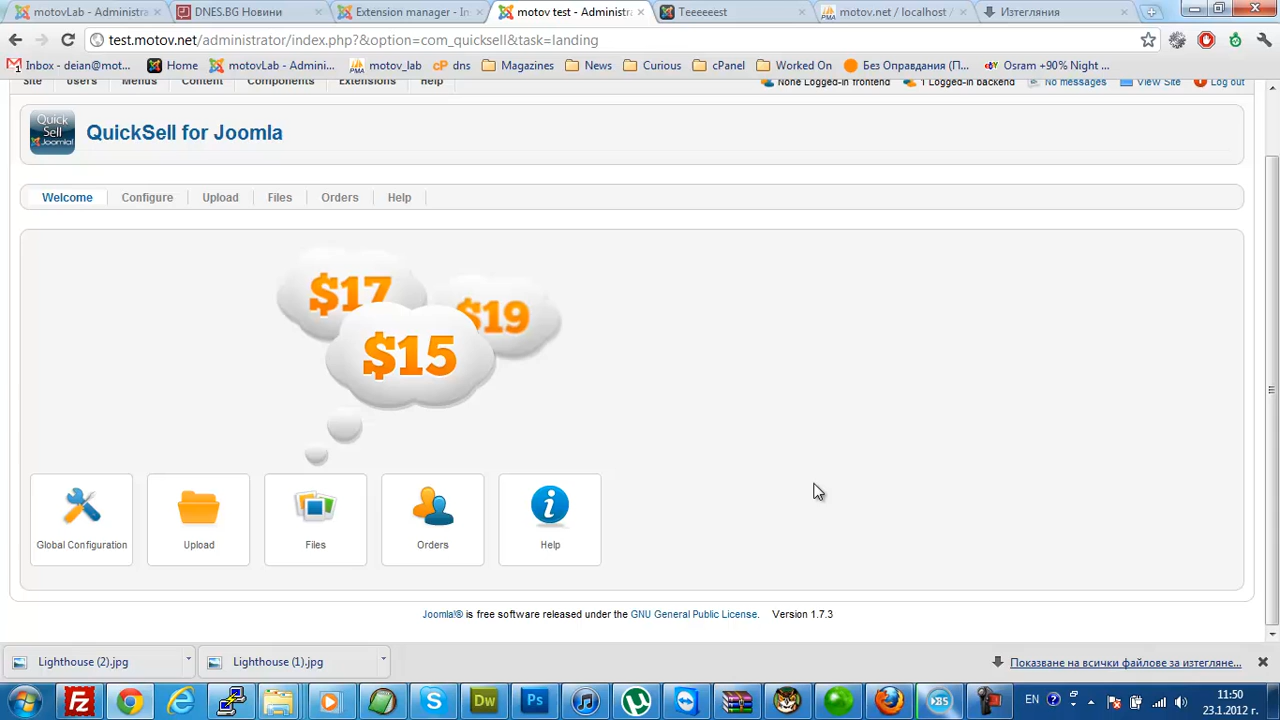 motovLab - Administra
DNES.BG Новини
Extension manager - In
motov test - Administra
Teeeeeest
motov.net / localhost /
Изтегляния
test.motov.net/administrator/index.php?&option=com_quicksell&task=landing
Inbox - deian@mot...
Home
motovLab - Admini...
motov_lab
dns
Magazines
News
Curious
cPanel
Worked On
Без Оправдания (П...
Osram +90% Night ...
Site
Users
Menus
Content
Components
Extensions
Help
None Logged-in frontend
1 Logged-in backend
No messages
View Site
Log out
Quick Sell Joomla!
QuickSell for Joomla
Welcome
Configure
Upload
Files
Orders
Help
$17
$19
$15
Global Configuration
Upload
Files
Orders
Help
Joomla!® is free software released under the GNU General Public License. Version 1.7.3
Lighthouse (2).jpg
Lighthouse (1).jpg
Показване на всички файлове за изтегляне...
EN
11:50
23.1.2012 г.